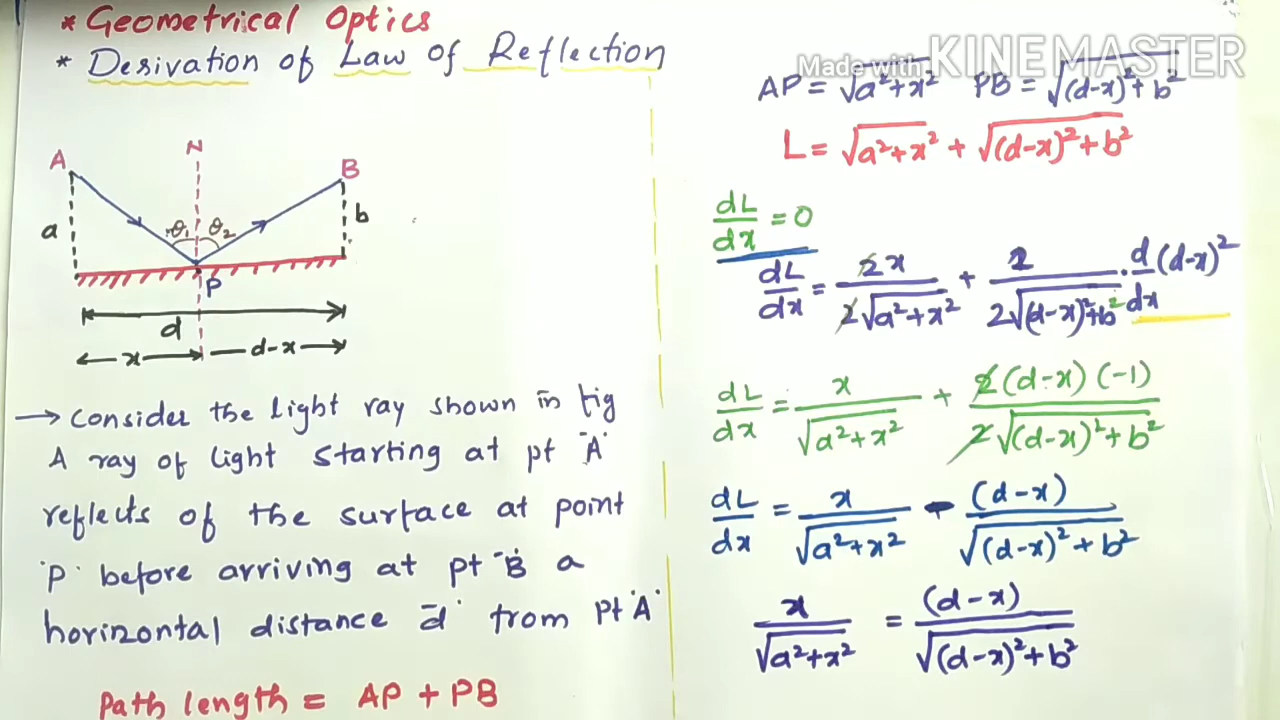 * Geometrical Optics
* Derivation of Law of Reflection
A
N
B
a
θ₁ θ₂
b
P
d
x
d-x
→ Consider the light ray shown in fig
A ray of light starting at pt "A"
reflects of the surface at point
"P" before arriving at pt "B" a
horizontal distance "d" from pt "A"
Path length = AP + PB
Made with KINEMASTER
AP = √(a²+x²) PB = √((d-x)²+b²)
L = √(a²+x²) + √((d-x)²+b²)
dL/dx = 0
dL/dx = 2x/(2√(a²+x²)) + 1/(2√((d-x)²+b²)) · d/dx (d-x)²
dL/dx = x/√(a²+x²) + 2(d-x)(-1)/(2√((d-x)²+b²))
dL/dx = x/√(a²+x²) - (d-x)/√((d-x)²+b²)
x/√(a²+x²) = (d-x)/√((d-x)²+b²)